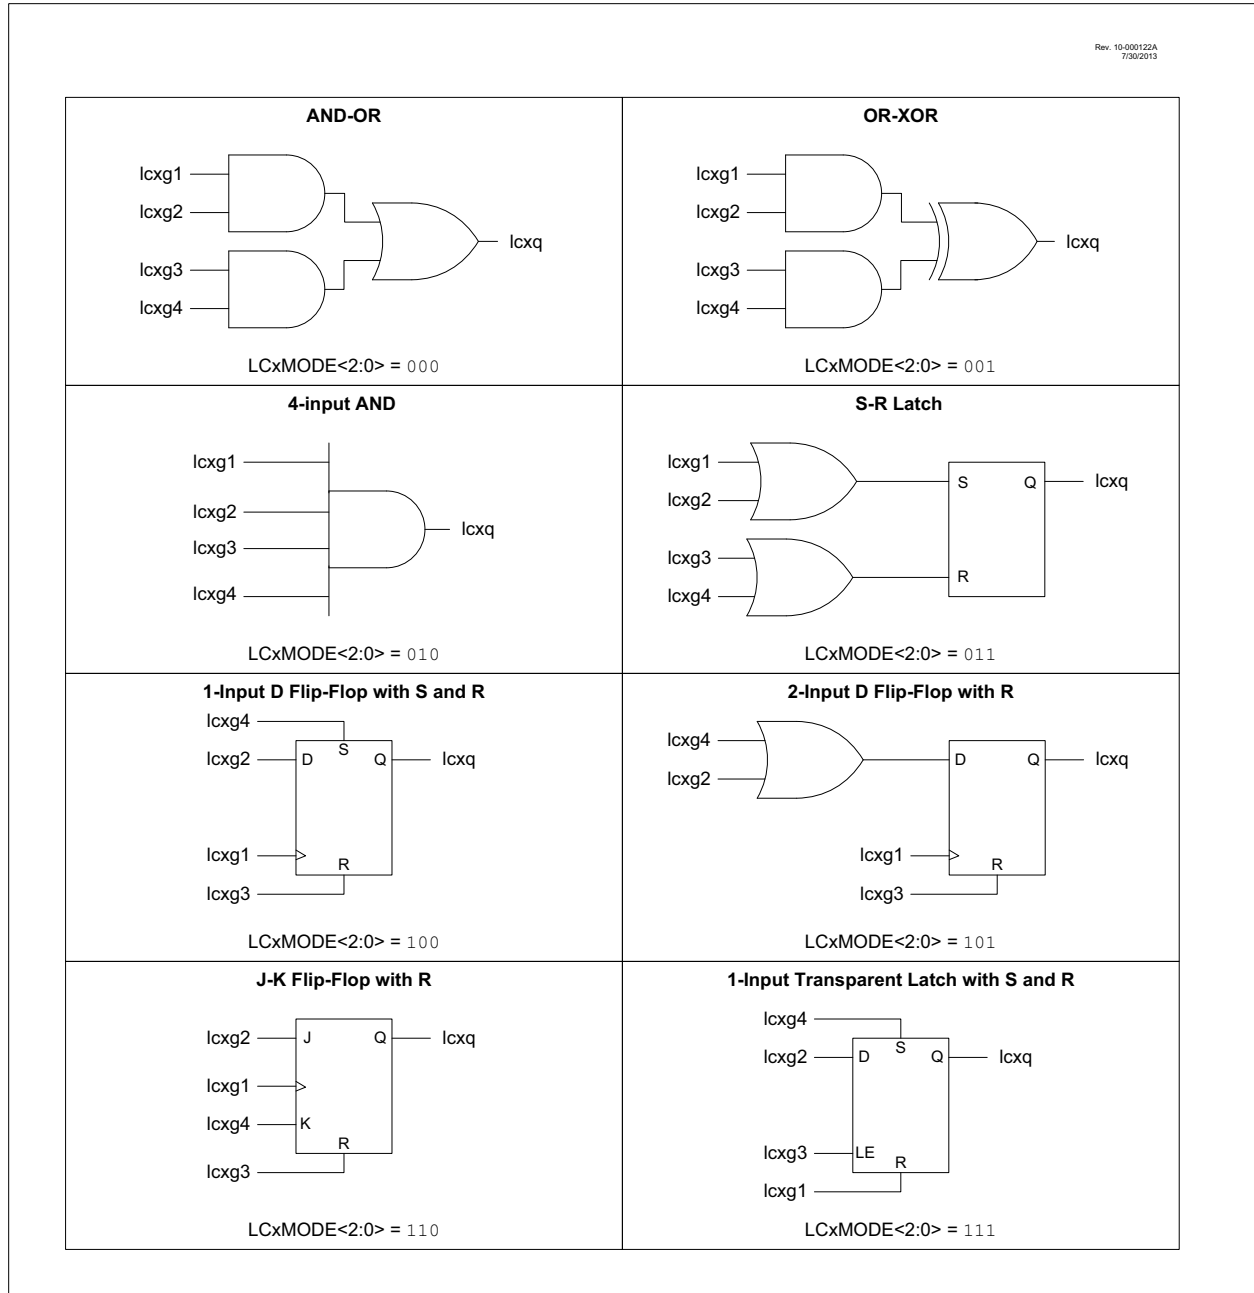 Rev. 10-000122A
7/30/2013
AND-OR
lcxg1
lcxg2
lcxg3
lcxg4
lcxq
LCxMODE<2:0> = 000
OR-XOR
lcxg1
lcxg2
lcxg3
lcxg4
lcxq
LCxMODE<2:0> = 001
4-input AND
lcxg1
lcxg2
lcxg3
lcxg4
lcxq
LCxMODE<2:0> = 010
S-R Latch
lcxg1
lcxg2
lcxg3
lcxg4
S Q lcxq
R
LCxMODE<2:0> = 011
1-Input D Flip-Flop with S and R
lcxg4
S
lcxg2 D Q lcxq
lcxg1
R
lcxg3
LCxMODE<2:0> = 100
2-Input D Flip-Flop with R
lcxg4
lcxg2
D Q lcxq
lcxg1
R
lcxg3
LCxMODE<2:0> = 101
J-K Flip-Flop with R
lcxg2 J Q lcxq
lcxg1
lcxg4 K
R
lcxg3
LCxMODE<2:0> = 110
1-Input Transparent Latch with S and R
lcxg4
S
lcxg2 D Q lcxq
lcxg3 LE
R
lcxg1
LCxMODE<2:0> = 111